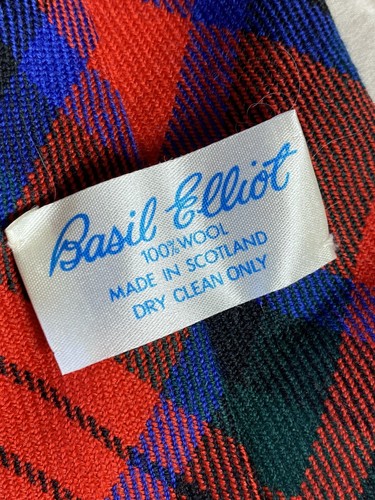 Basil Elliot
100% WOOL
MADE IN SCOTLAND
DRY CLEAN ONLY